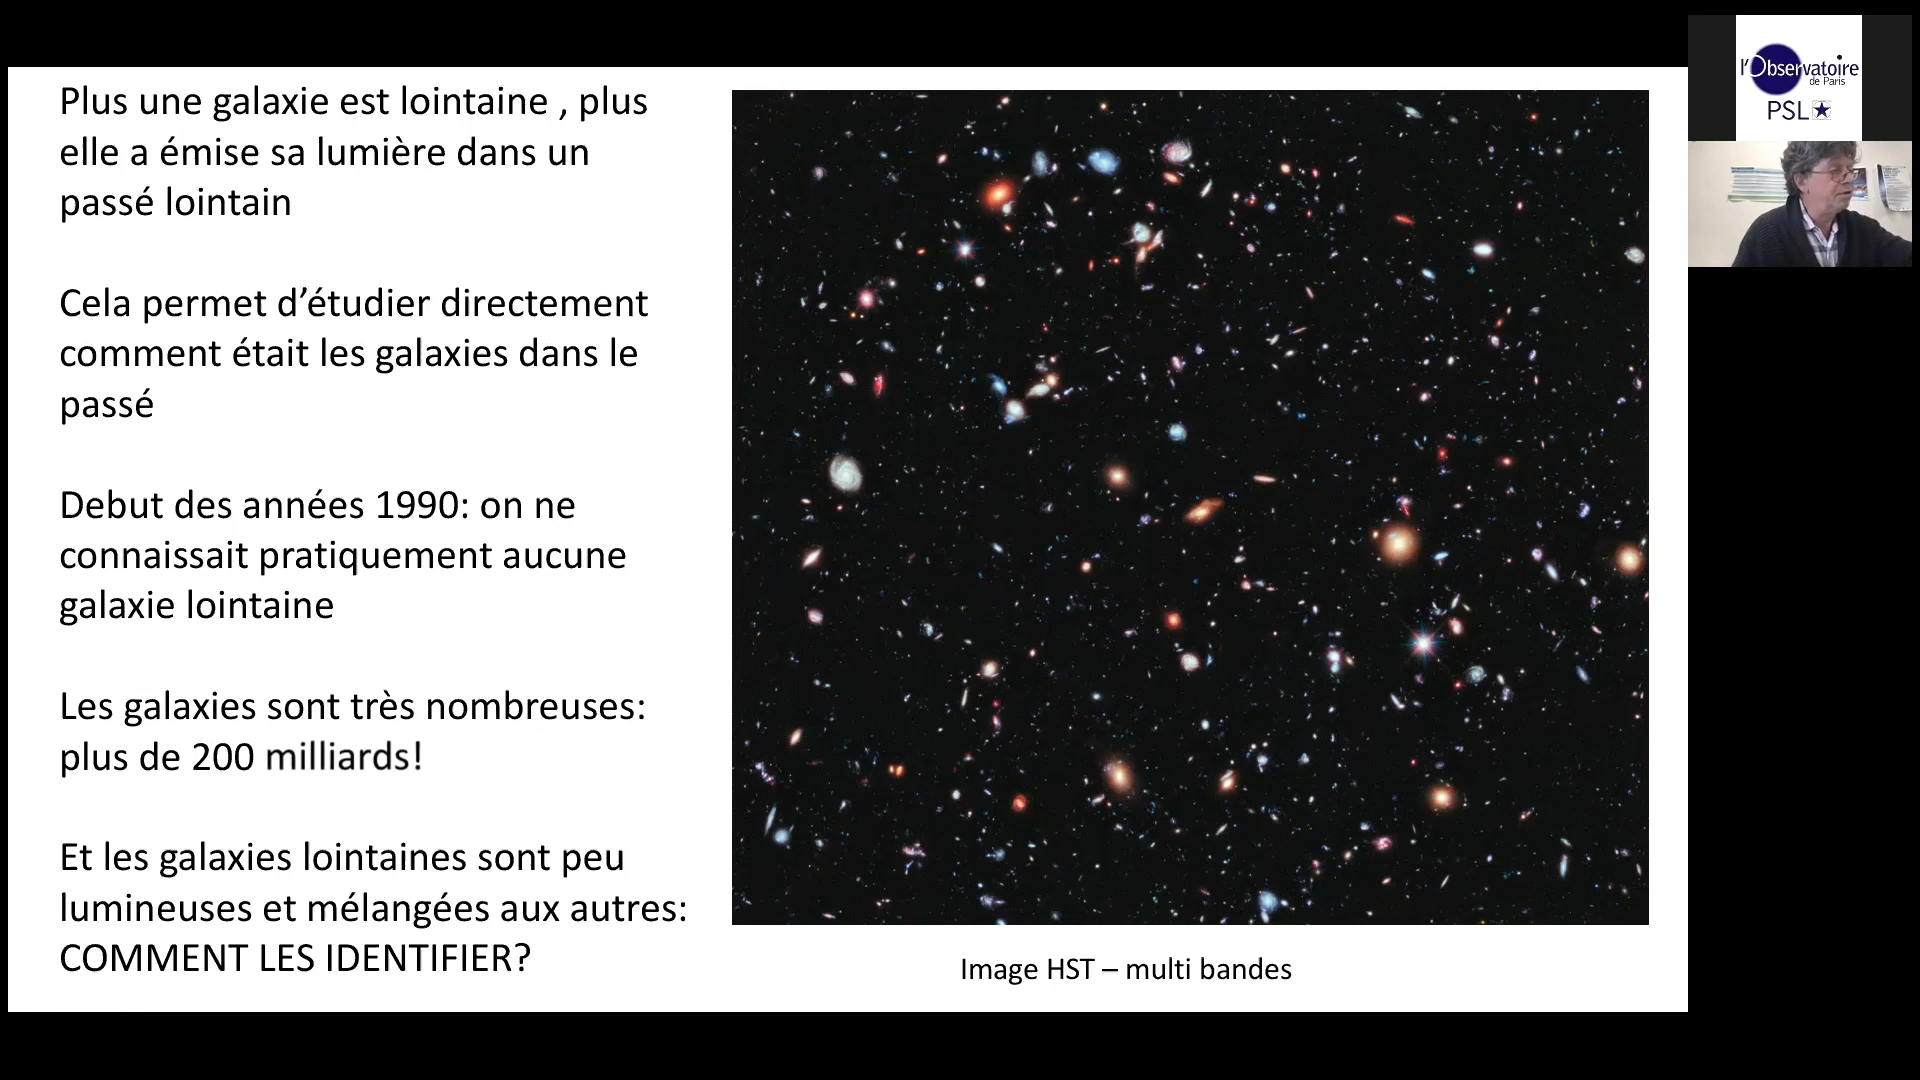 Plus une galaxie est lointaine , plus
elle a émise sa lumière dans un
passé lointain
Cela permet d’étudier directement
comment était les galaxies dans le
passé
Debut des années 1990: on ne
connaissait pratiquement aucune
galaxie lointaine
Les galaxies sont très nombreuses:
plus de 200 milliards!
Et les galaxies lointaines sont peu
lumineuses et mélangées aux autres:
COMMENT LES IDENTIFIER?
Image HST – multi bandes
l'Observatoire
de Paris
PSL